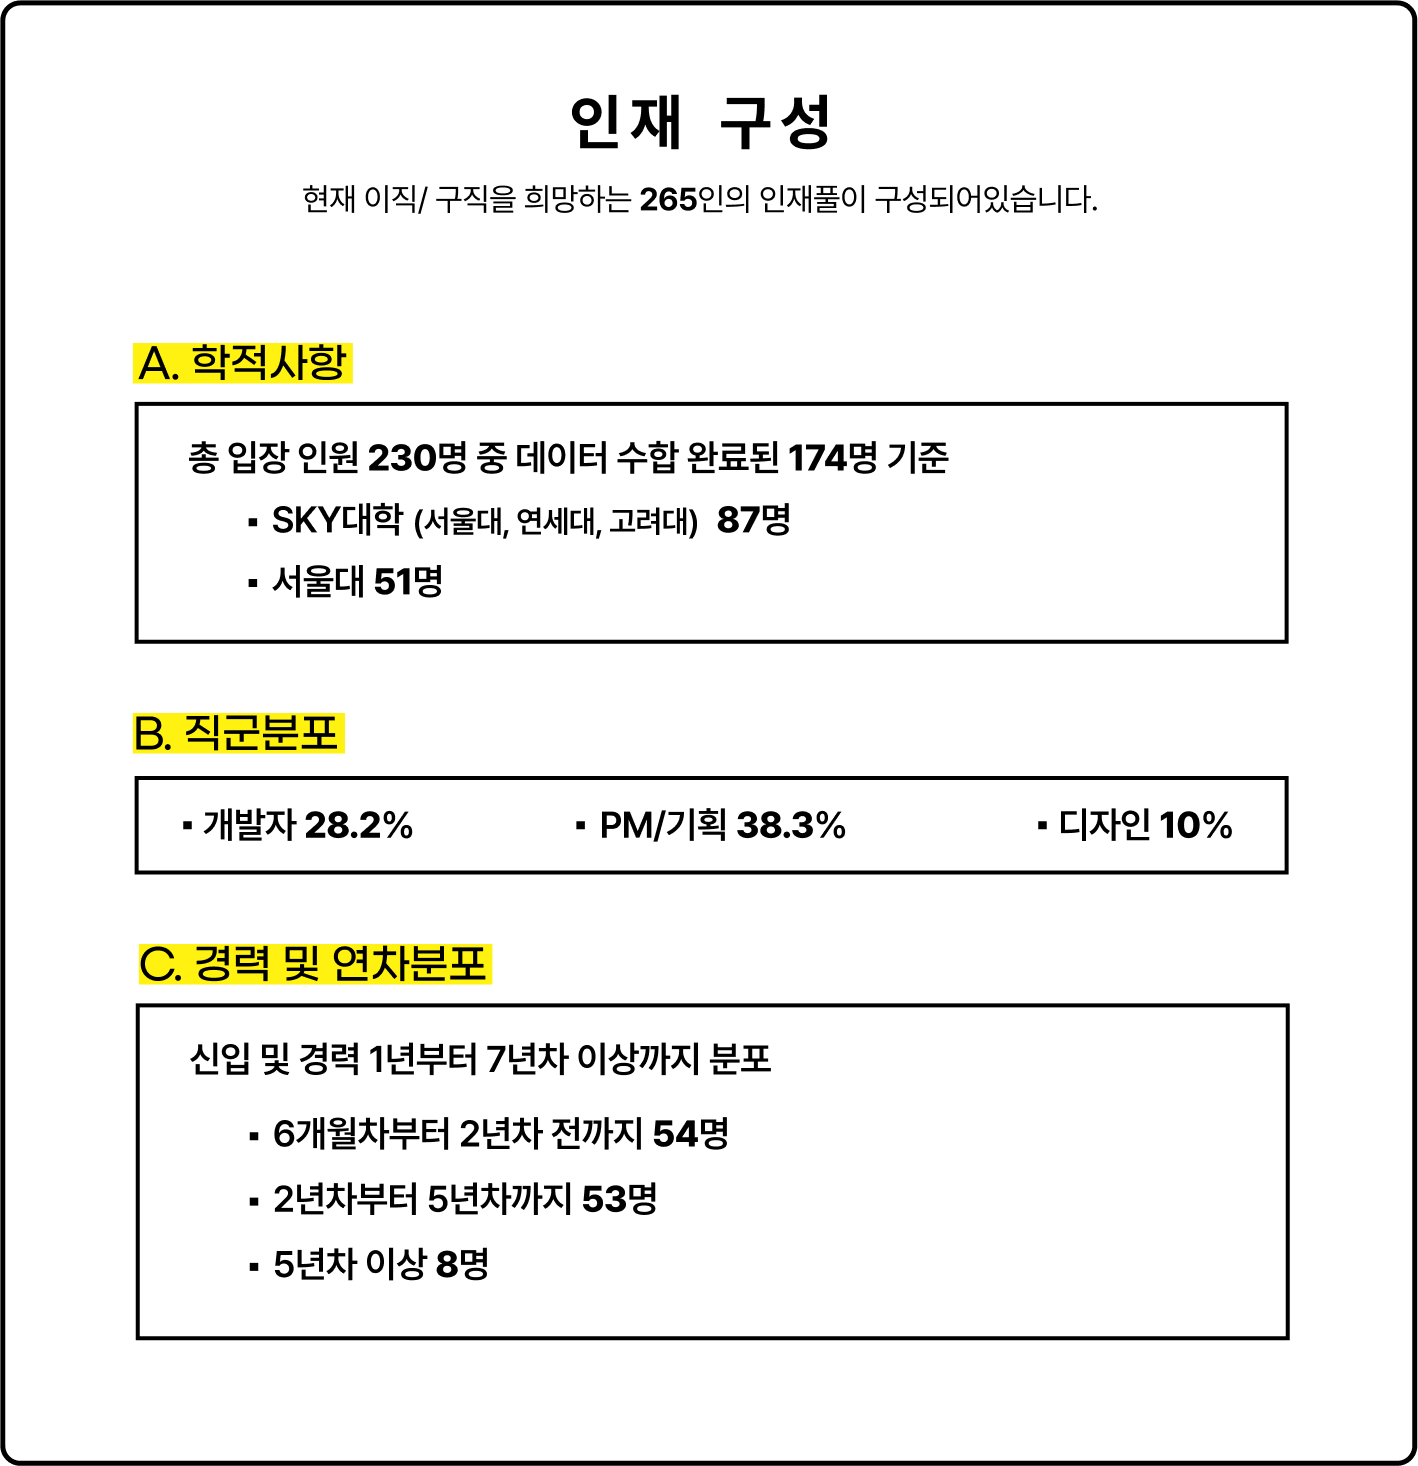 인재 구성
현재 이직/ 구직을 희망하는 265인의 인재풀이 구성되어있습니다.
A. 학적사항
총 입장 인원 230명 중 데이터 수합 완료된 174명 기준
▪ SKY대학 (서울대, 연세대, 고려대) 87명
▪ 서울대 51명
B. 직군분포
▪ 개발자 28.2% ▪ PM/기획 38.3% ▪ 디자인 10%
C. 경력 및 연차분포
신입 및 경력 1년부터 7년차 이상까지 분포
▪ 6개월차부터 2년차 전까지 54명
▪ 2년차부터 5년차까지 53명
▪ 5년차 이상 8명